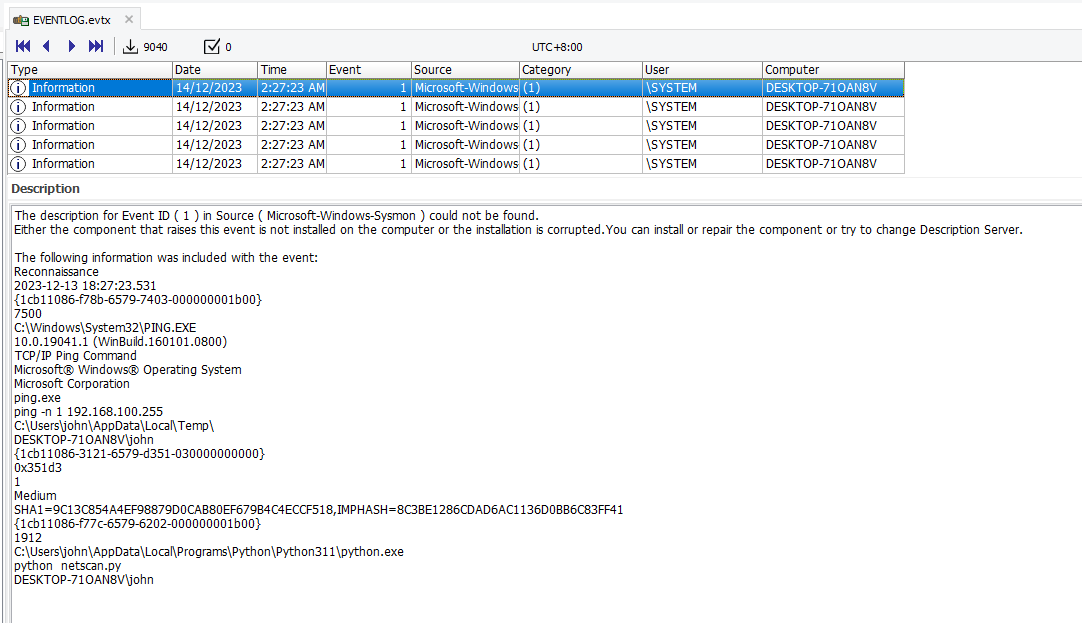 EVENTLOG.evtx
9040 0 UTC+8:00
Type Date Time Event Source Category User Computer
Information 14/12/2023 2:27:23 AM 1 Microsoft-Windows (1) \SYSTEM DESKTOP-71OAN8V
Information 14/12/2023 2:27:23 AM 1 Microsoft-Windows (1) \SYSTEM DESKTOP-71OAN8V
Information 14/12/2023 2:27:23 AM 1 Microsoft-Windows (1) \SYSTEM DESKTOP-71OAN8V
Information 14/12/2023 2:27:23 AM 1 Microsoft-Windows (1) \SYSTEM DESKTOP-71OAN8V
Information 14/12/2023 2:27:23 AM 1 Microsoft-Windows (1) \SYSTEM DESKTOP-71OAN8V
Description
The description for Event ID ( 1 ) in Source ( Microsoft-Windows-Sysmon ) could not be found.
Either the component that raises this event is not installed on the computer or the installation is corrupted.You can install or repair the component or try to change Description Server.
The following information was included with the event:
Reconnaissance
2023-12-13 18:27:23.531
{1cb11086-f78b-6579-7403-000000001b00}
7500
C:\Windows\System32\PING.EXE
10.0.19041.1 (WinBuild.160101.0800)
TCP/IP Ping Command
Microsoft® Windows® Operating System
Microsoft Corporation
ping.exe
ping -n 1 192.168.100.255
C:\Users\john\AppData\Local\Temp\
DESKTOP-71OAN8V\john
{1cb11086-3121-6579-d351-030000000000}
0x351d3
1
Medium
SHA1=9C13C854A4EF98879D0CAB80EF679B4C4ECCF518,IMPHASH=8C3BE1286CDAD6AC1136D0BB6C83FF41
{1cb11086-f77c-6579-6202-000000001b00}
1912
C:\Users\john\AppData\Local\Programs\Python\Python311\python.exe
python  netscan.py
DESKTOP-71OAN8V\john